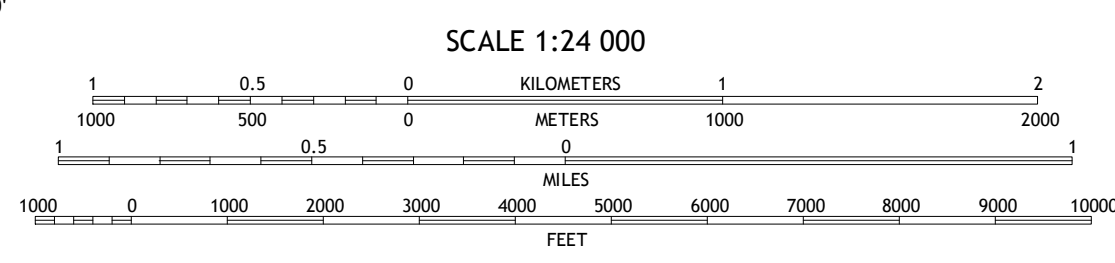 SCALE 1:24 000
1 0.5 0 KILOMETERS 1 2
1000 500 0 METERS 1000 2000
1 0.5 0 1
MILES
1000 0 1000 2000 3000 4000 5000 6000 7000 8000 9000 10000
FEET